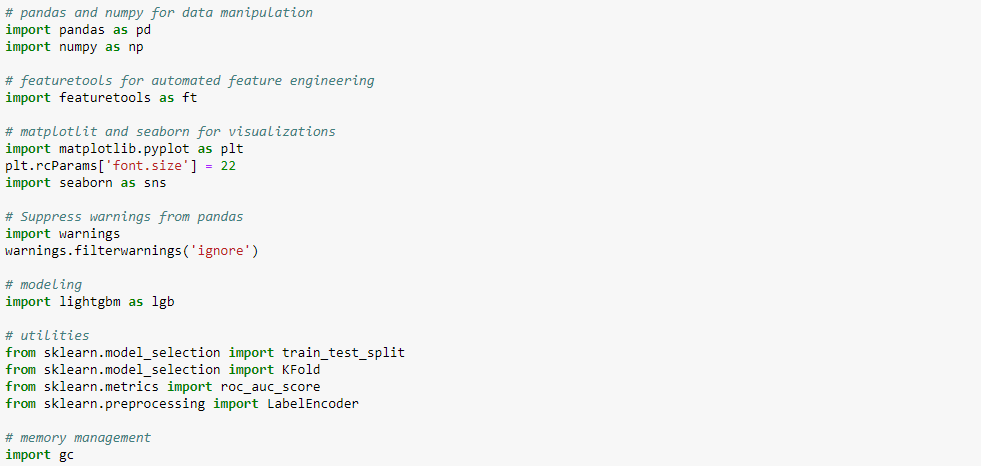 # pandas and numpy for data manipulation
import pandas as pd
import numpy as np
# featuretools for automated feature engineering
import featuretools as ft
# matplotlit and seaborn for visualizations
import matplotlib.pyplot as plt
plt.rcParams['font.size'] = 22
import seaborn as sns
# Suppress warnings from pandas
import warnings
warnings.filterwarnings('ignore')
# modeling
import lightgbm as lgb
# utilities
from sklearn.model_selection import train_test_split
from sklearn.model_selection import KFold
from sklearn.metrics import roc_auc_score
from sklearn.preprocessing import LabelEncoder
# memory management
import gc